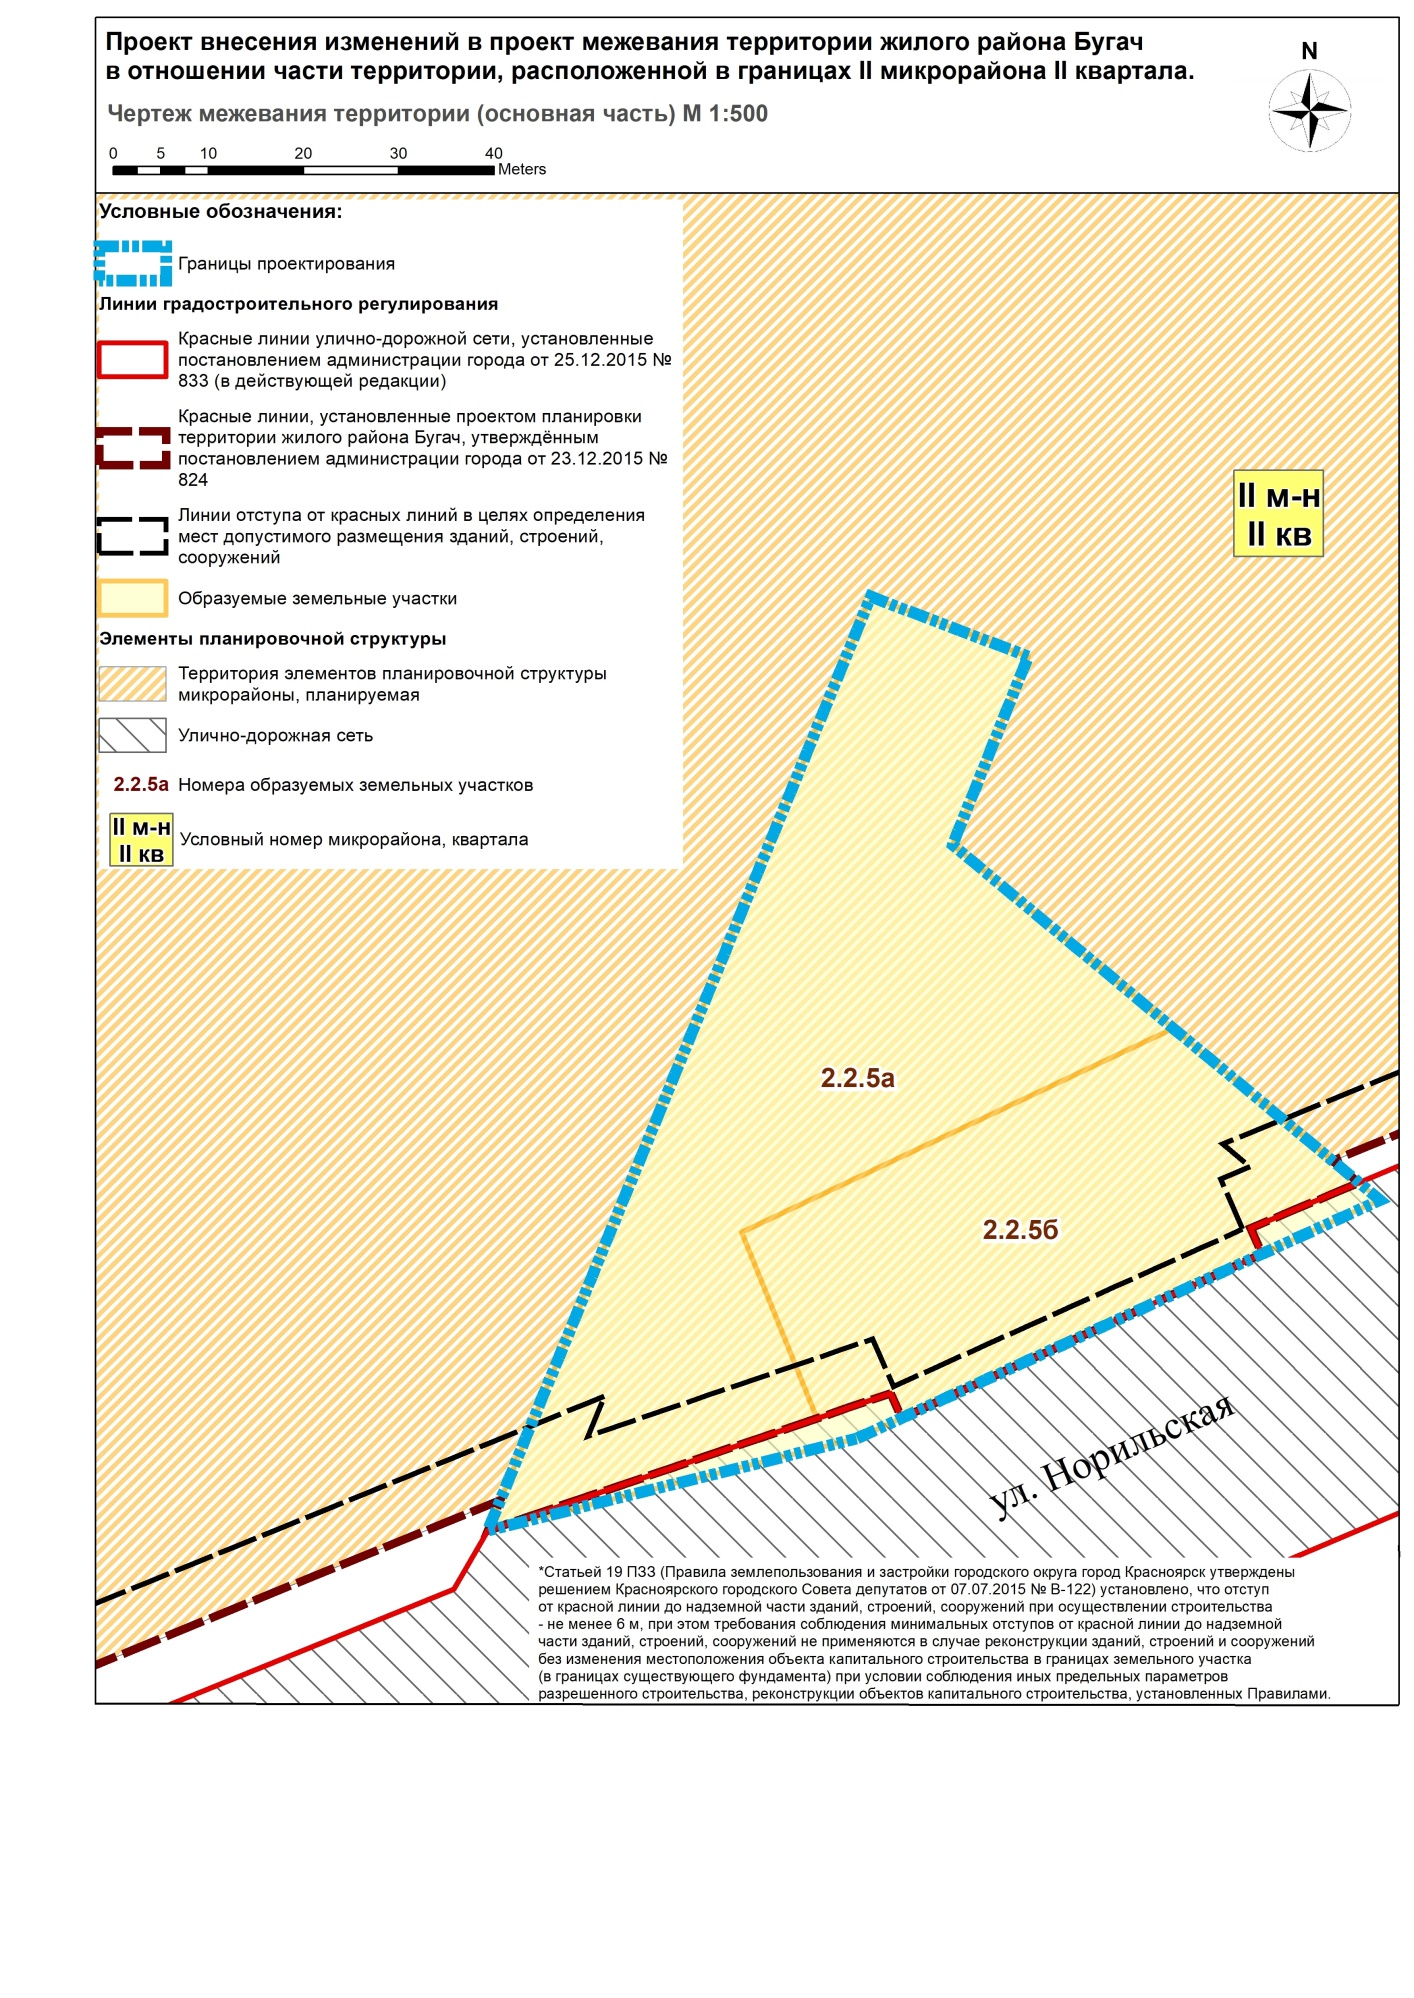 Проект внесения изменений в проект межевания территории жилого района Бугач
в отношении части территории, расположенной в границах II микрорайона II квартала.
Чертеж межевания территории (основная часть) М 1:500
N
0 5 10 20 30 40
Meters
Условные обозначения:
Границы проектирования
Линии градостроительного регулирования
Красные линии улично-дорожной сети, установленные
постановлением администрации города от 25.12.2015 №
833 (в действующей редакции)
Красные линии, установленные проектом планировки
территории жилого района Бугач, утверждённым
постановлением администрации города от 23.12.2015 №
824
Линии отступа от красных линий в целях определения
мест допустимого размещения зданий, строений,
сооружений
Образуемые земельные участки
Элементы планировочной структуры
Территория элементов планировочной структуры
микрорайоны, планируемая
Улично-дорожная сеть
2.2.5а Номера образуемых земельных участков
II м-н
II кв
Условный номер микрорайона, квартала
II м-н
II кв
2.2.5а
2.2.5б
ул. Норильская
*Статьей 19 ПЗЗ (Правила землепользования и застройки городского округа город Красноярск утверждены
решением Красноярского городского Совета депутатов от 07.07.2015 № В-122) установлено, что отступ
от красной линии до надземной части зданий, строений, сооружений при осуществлении строительства
- не менее 6 м, при этом требования соблюдения минимальных отступов от красной линии до надземной
части зданий, строений, сооружений не применяются в случае реконструкции зданий, строений и сооружений
без изменения местоположения объекта капитального строительства в границах земельного участка
(в границах существующего фундамента) при условии соблюдения иных предельных параметров
разрешенного строительства, реконструкции объектов капитального строительства, установленных Правилами.